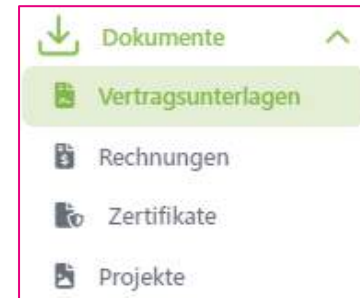 Dokumente
Vertragsunterlagen
Rechnungen
Zertifikate
Projekte